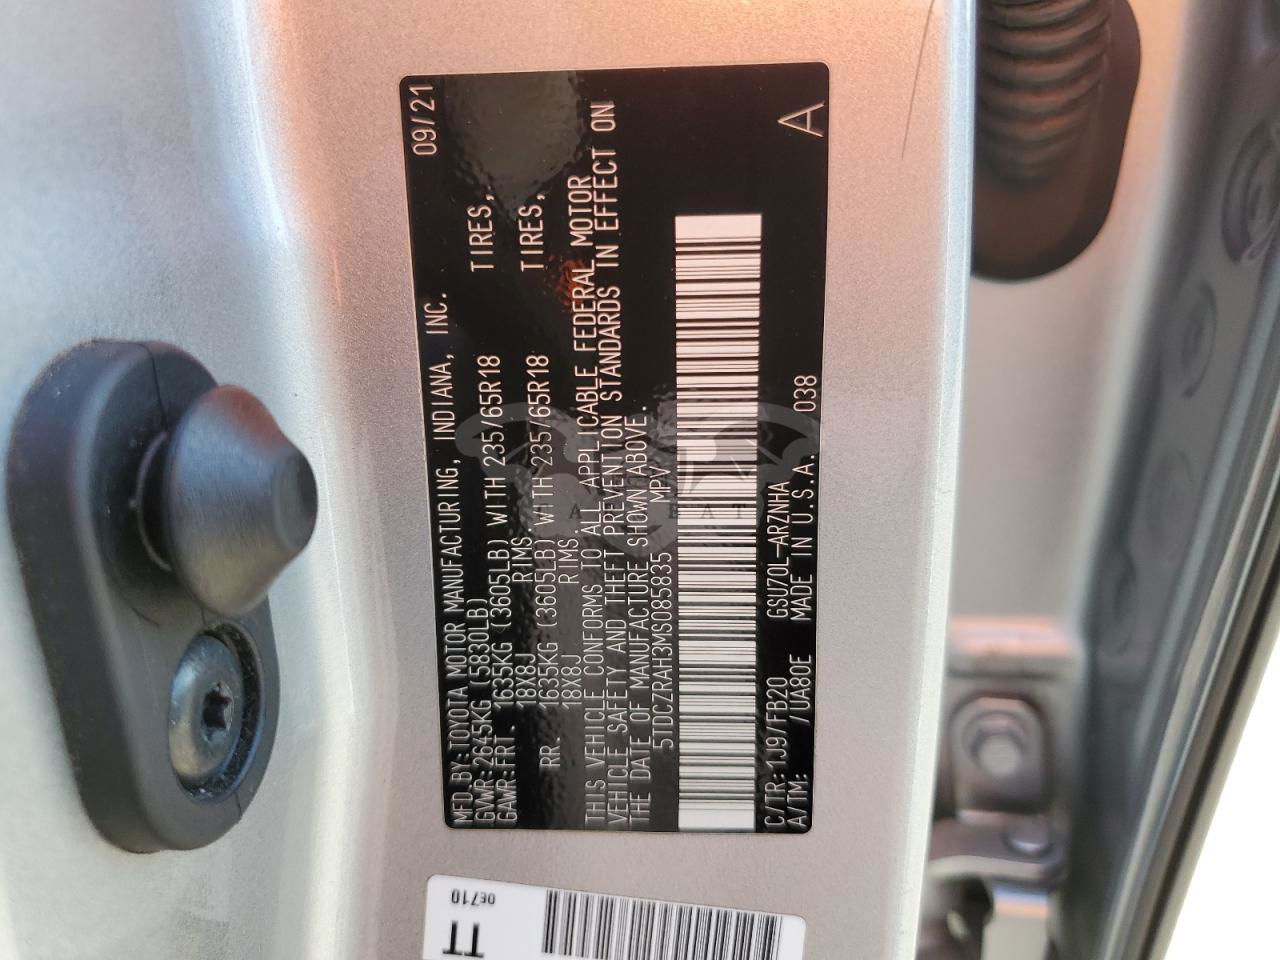 MFD.BY:TOYOTA MOTOR MANUFACTURING, INDIANA, INC. 09/21
GVWR:2645KG (5830LB)
GAWR:FRT. 1635KG (3605LB) WITH 235/65R18 TIRES,
18X8J RIMS.
RR. 1635KG (3605LB) WITH 235/65R18 TIRES,
18X8J RIMS.
THIS VEHICLE CONFORMS TO ALL APPLICABLE FEDERAL MOTOR
VEHICLE SAFETY AND THEFT PREVENTION STANDARDS IN EFFECT ON
THE DATE OF MANUFACTURE SHOWN ABOVE.
5TDCZRAH3MS085835 MPV
C/TR:1J9/FB20 GSU70L-ARZNHA
A/TM: /UA80E MADE IN U.S.A. 038
A
0E710
TT